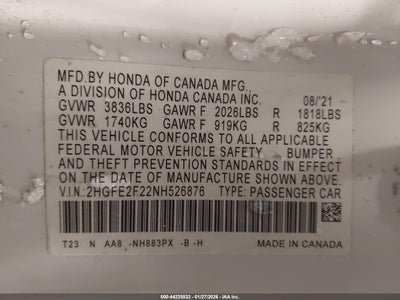 MFD.BY HONDA OF CANADA MFG.,
A DIVISION OF HONDA CANADA INC. 08/'21
GVWR 3836LBS GAWR F 2026LBS R 1818LBS
GVWR 1740KG GAWR F 919KG R 825KG
THIS VEHICLE CONFORMS TO ALL APPLICABLE
FEDERAL MOTOR VEHICLE SAFETY BUMPER
AND THEFT PREVENTION STANDARDS IN EFFECT
ON THE DATE OF MANUFACTURE SHOWN ABOVE.
V.I.N.:2HGFE2F22NH526876 TYPE: PASSENGER CAR
T23 N AA8 -NH883PX -B -H MADE IN CANADA
000-44225532 - 01/27/2026 - IAA Inc.